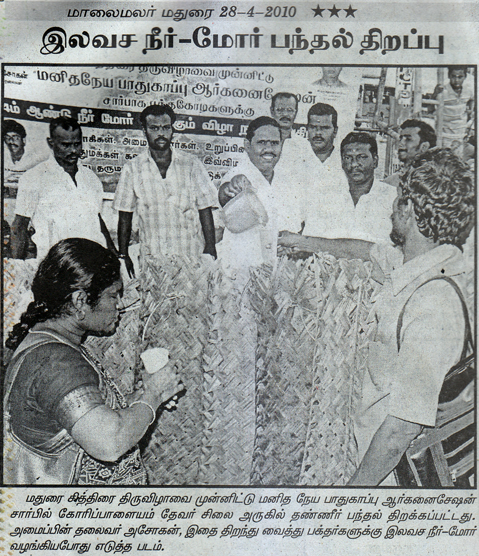 மாலைமலர் மதுரை 28-4-2010 ★★★
இலவச நீர்-மோர் பந்தல் திறப்பு
திருவிழாவை முன்னிட்டு
'மனிதநேய பாதுகாப்பு ஆர்கனைசேஷன்
சார்பாக பக்தகோடிகளுக்கு
ஆண்டு நீர் மோர் விழா
மதுரை சித்திரை திருவிழாவை முன்னிட்டு மனித நேய பாதுகாப்பு ஆர்கனைசேஷன்
சார்பில் கோரிப்பாளையம் தேவர் சிலை அருகில் தண்ணீர் பந்தல் திறக்கப்பட்டது.
அமைப்பின் தலைவர் அசோகன், இதை திறந்து வைத்து பக்தர்களுக்கு இலவச நீர்-மோர்
வழங்கியபோது எடுத்த படம்.